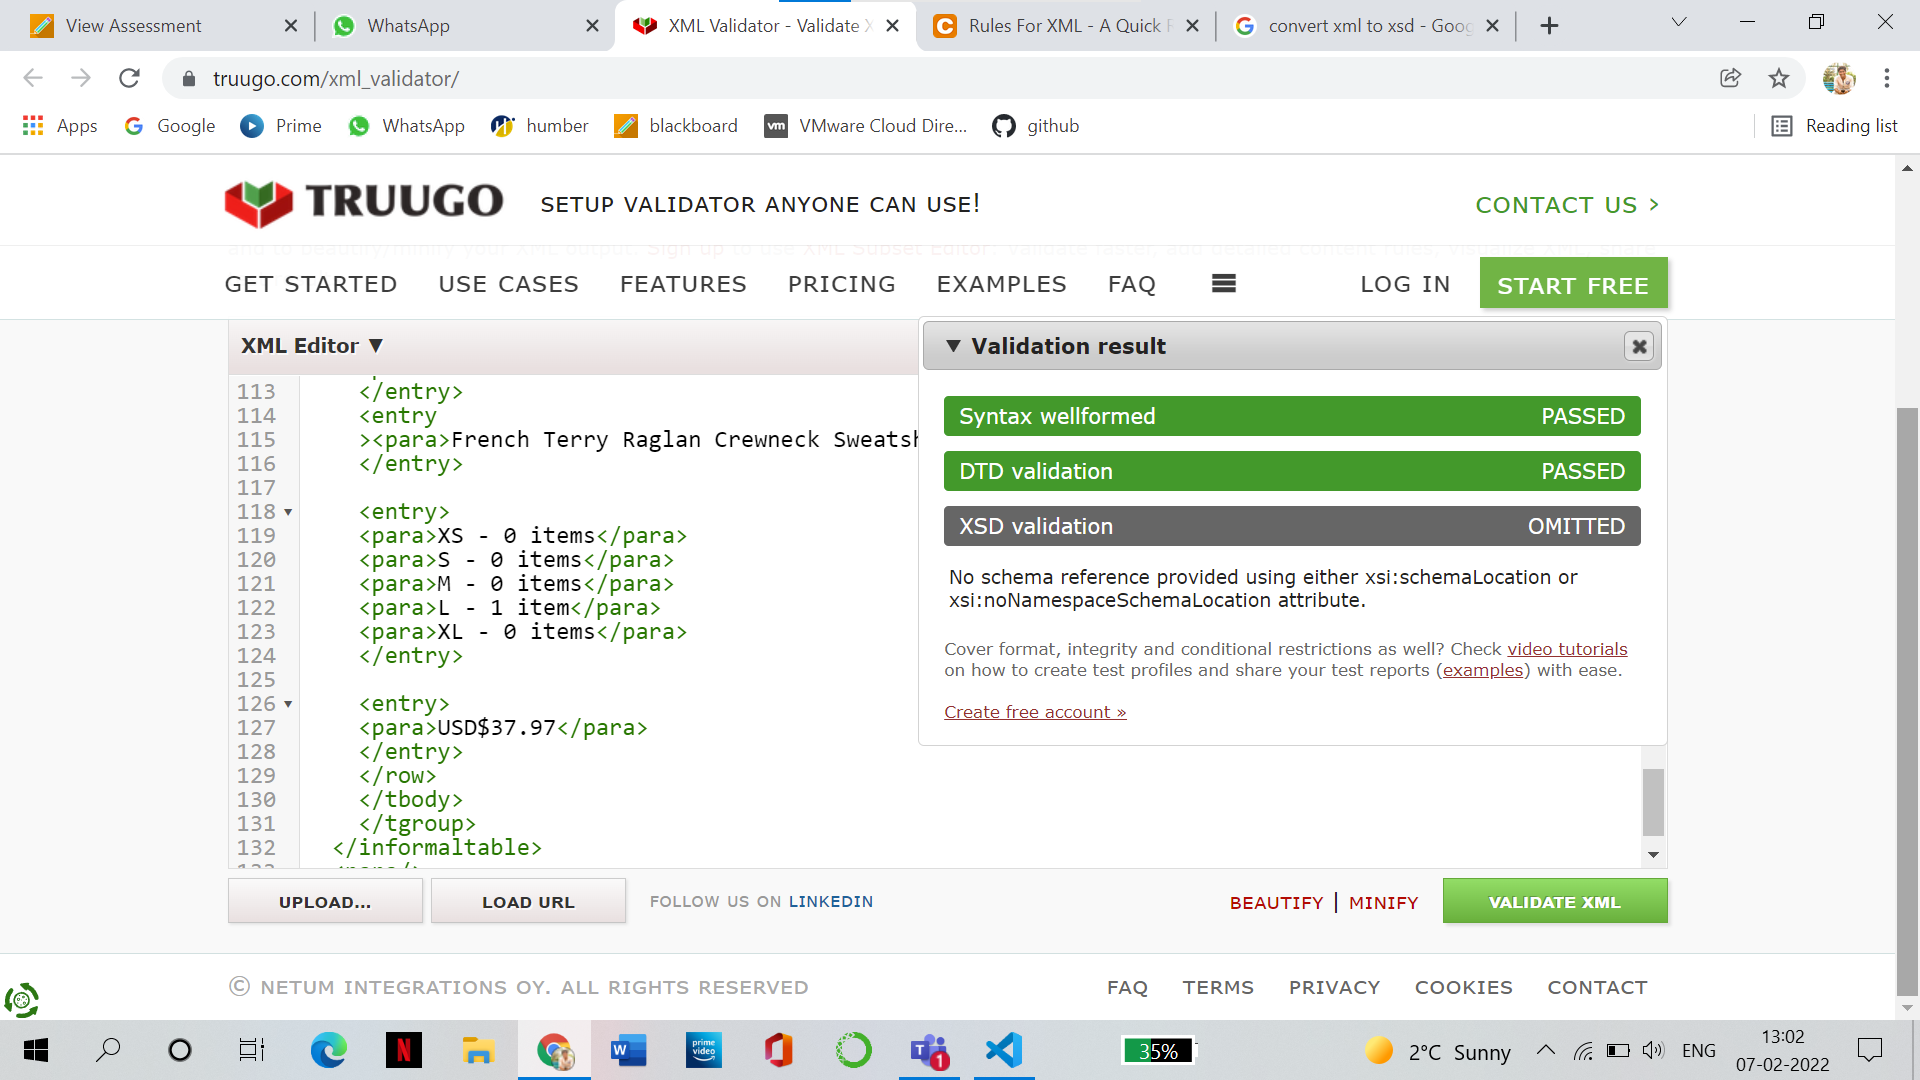 View Assessment
WhatsApp
XML Validator - Validate X
Rules For XML - A Quick R
convert xml to xsd - Goog
truugo.com/xml_validator/
Apps
Google
Prime
WhatsApp
humber
blackboard
vm
VMware Cloud Dire...
github
Reading list
TRUUGO
SETUP VALIDATOR ANYONE CAN USE!
CONTACT US >
GET STARTED
USE CASES
FEATURES
PRICING
EXAMPLES
FAQ
LOG IN
START FREE
XML Editor ▼
113 </entry>
114 <entry
115 ><para>French Terry Raglan Crewneck Sweatsh
116 </entry>
117
118 <entry>
119 <para>XS - 0 items</para>
120 <para>S - 0 items</para>
121 <para>M - 0 items</para>
122 <para>L - 1 item</para>
123 <para>XL - 0 items</para>
124 </entry>
125
126 <entry>
127 <para>USD$37.97</para>
128 </entry>
129 </row>
130 </tbody>
131 </tgroup>
132 </informaltable>
▼ Validation result
Syntax wellformed PASSED
DTD validation PASSED
XSD validation OMITTED
No schema reference provided using either xsi:schemaLocation or
xsi:noNamespaceSchemaLocation attribute.
Cover format, integrity and conditional restrictions as well? Check video tutorials
on how to create test profiles and share your test reports (examples) with ease.
Create free account »
UPLOAD...
LOAD URL
FOLLOW US ON LINKEDIN
BEAUTIFY | MINIFY
VALIDATE XML
© NETUM INTEGRATIONS OY. ALL RIGHTS RESERVED
FAQ
TERMS
PRIVACY
COOKIES
CONTACT
N
W
prime video
1
35%
2°C Sunny
ENG
13:02
07-02-2022